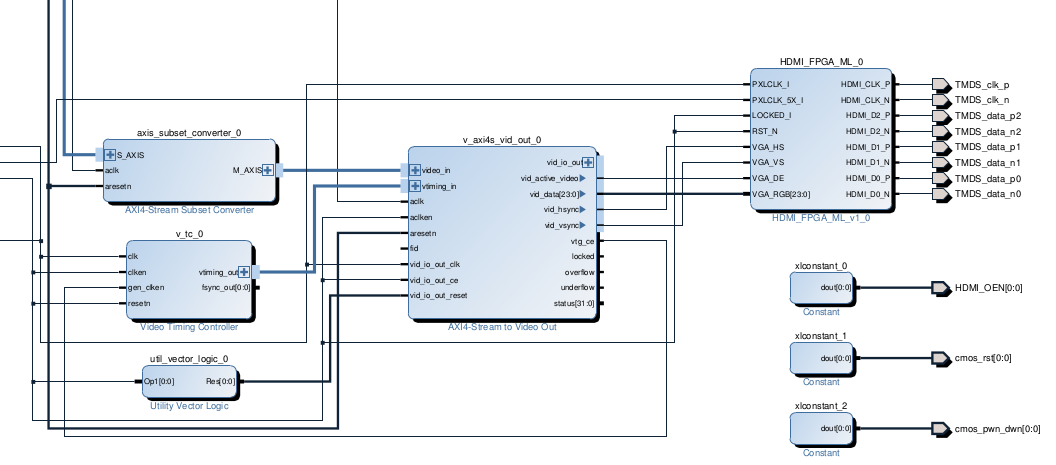 axis_subset_converter_0
S_AXIS
aclk
aresetn
M_AXIS
AXI4-Stream Subset Converter
v_tc_0
clk
clken
gen_clken
resetn
vtiming_out
fsync_out[0:0]
Video Timing Controller
util_vector_logic_0
Op1[0:0]
Res[0:0]
Utility Vector Logic
v_axi4s_vid_out_0
video_in
vtiming_in
aclk
aclken
aresetn
fid
vid_io_out_clk
vid_io_out_ce
vid_io_out_reset
vid_io_out
vid_active_video
vid_data[23:0]
vid_hsync
vid_vsync
vtg_ce
locked
overflow
underflow
status[31:0]
AXI4-Stream to Video Out
HDMI_FPGA_ML_0
PXLCLK_I
PXLCLK_5X_I
LOCKED_I
RST_N
VGA_HS
VGA_VS
VGA_DE
VGA_RGB[23:0]
HDMI_CLK_P
HDMI_CLK_N
HDMI_D2_P
HDMI_D2_N
HDMI_D1_P
HDMI_D1_N
HDMI_D0_P
HDMI_D0_N
HDMI_FPGA_ML_v1_0
TMDS_clk_p
TMDS_clk_n
TMDS_data_p2
TMDS_data_n2
TMDS_data_p1
TMDS_data_n1
TMDS_data_p0
TMDS_data_n0
xlconstant_0
dout[0:0]
Constant
HDMI_OEN[0:0]
xlconstant_1
dout[0:0]
Constant
cmos_rst[0:0]
xlconstant_2
dout[0:0]
Constant
cmos_pwn_dwn[0:0]